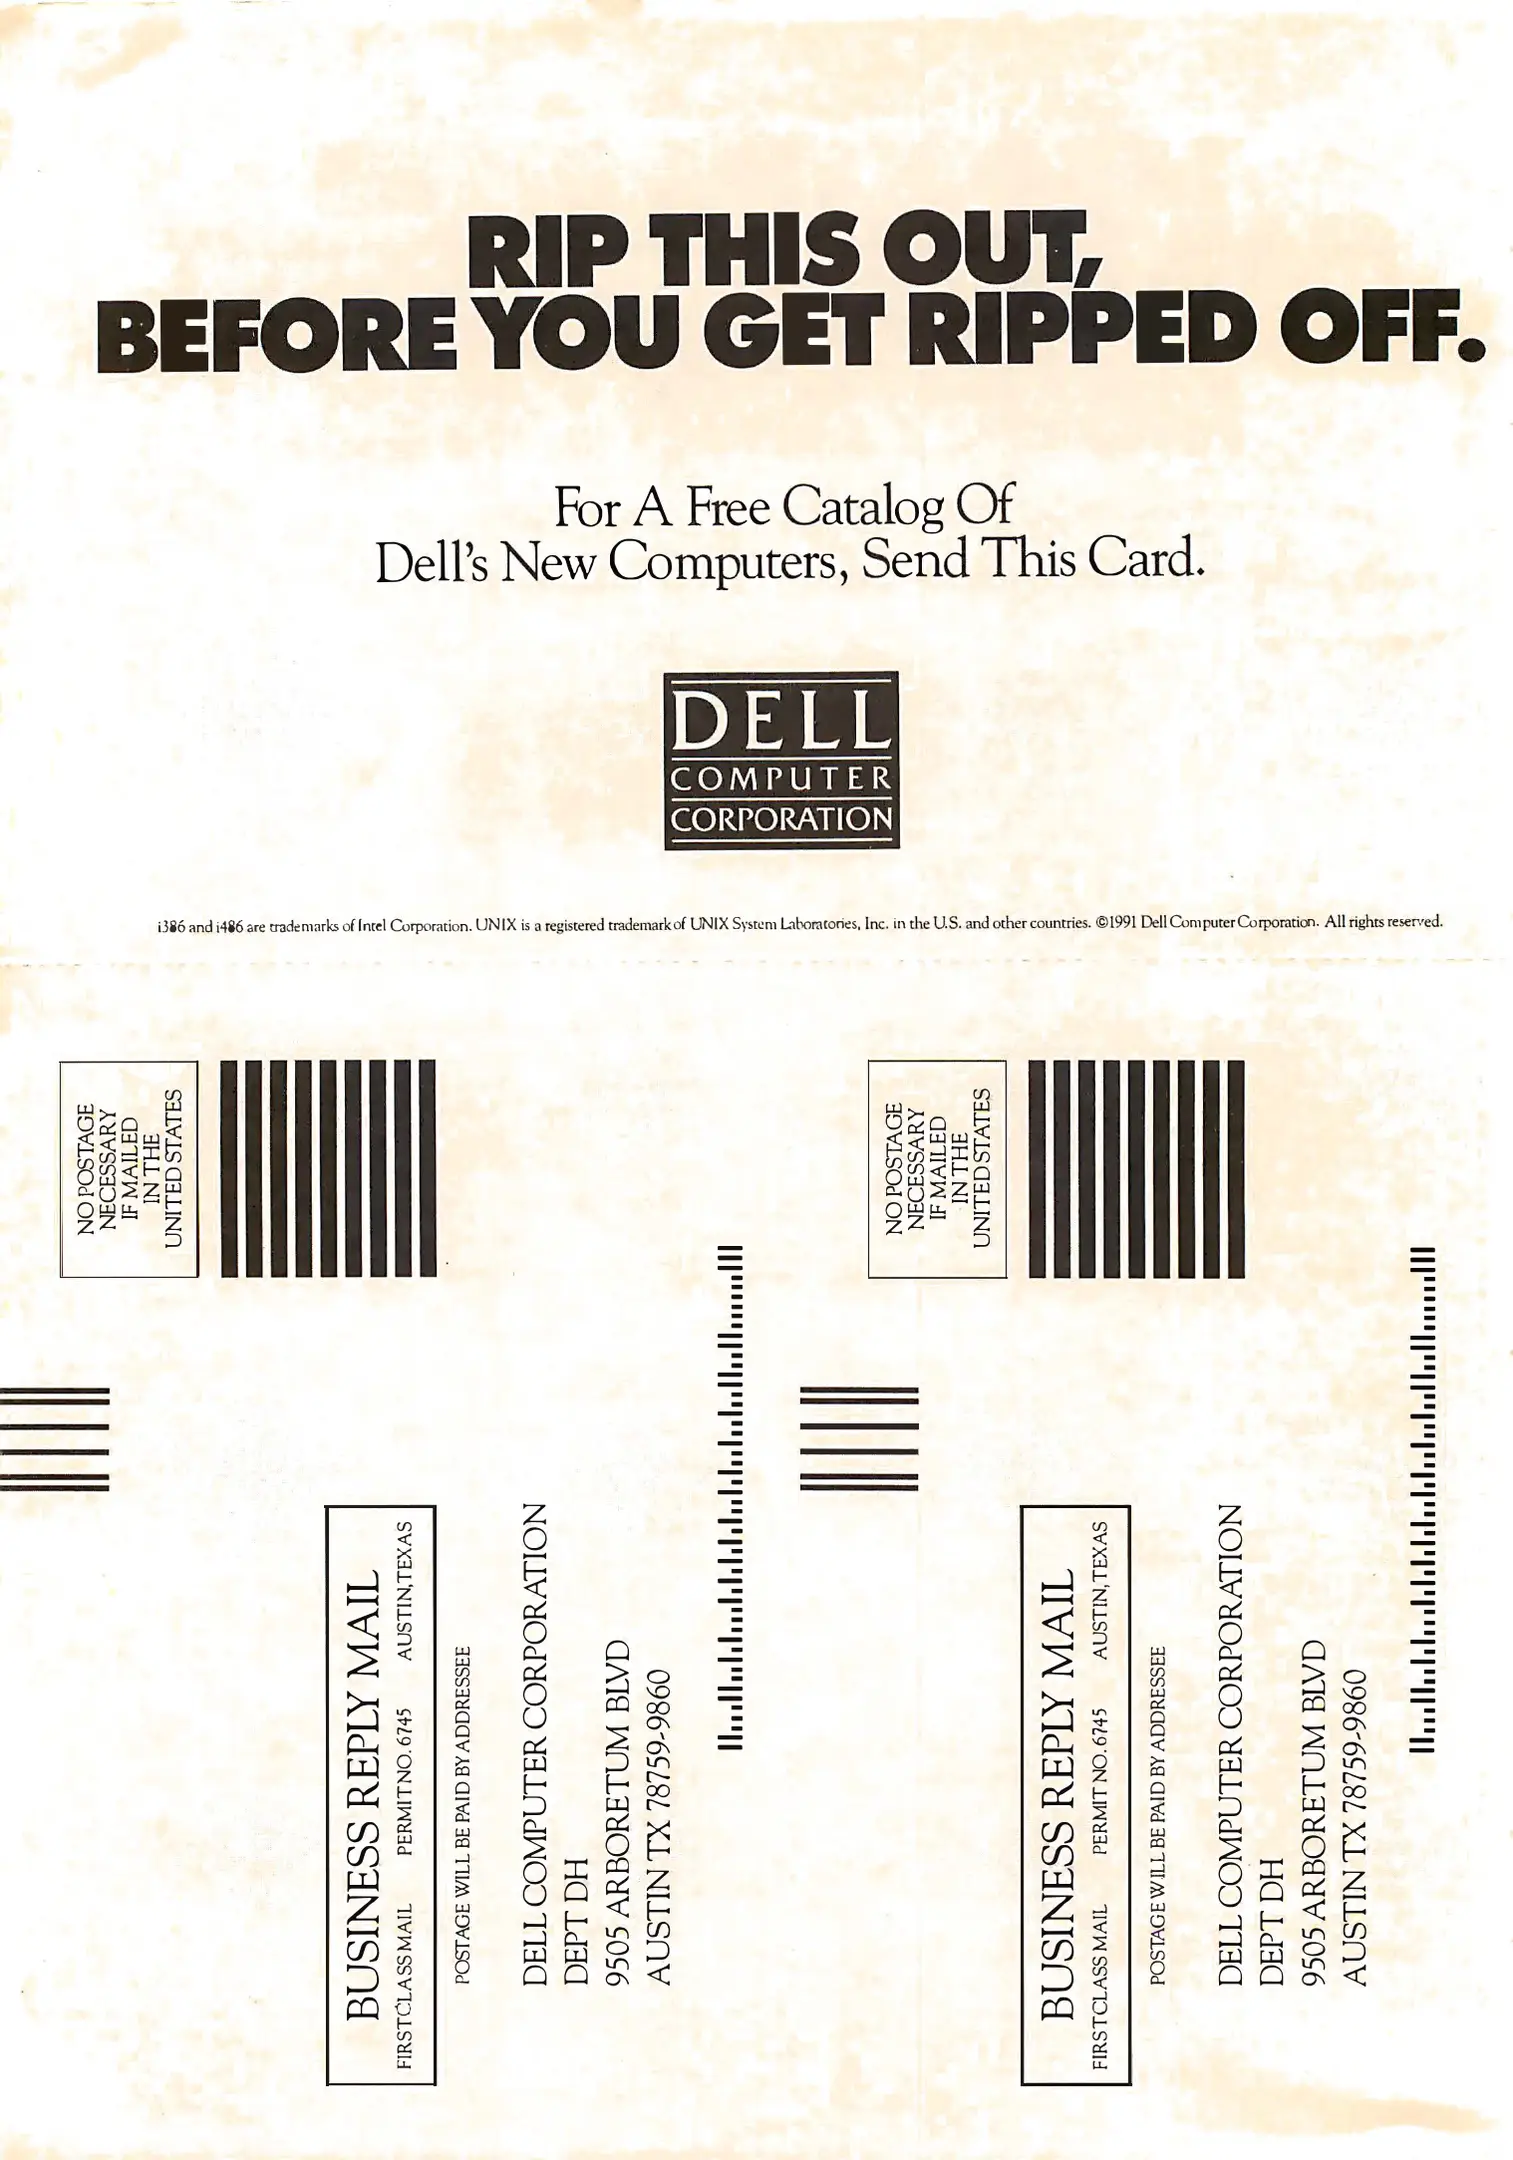 RIP THIS OUT,
BEFORE YOU GET RIPPED OFF.
For A Free Catalog Of
Dell's New Computers, Send This Card.
DELL
COMPUTER
CORPORATION
i386 and i486 are trademarks of Intel Corporation. UNIX is a registered trademark of UNIX System Laboratories, Inc. in the U.S. and other countries. ©1991 Dell Computer Corporation. All rights reserved.
NO POSTAGE
NECESSARY
IF MAILED
IN THE
UNITED STATES
BUSINESS REPLY MAIL
FIRST CLASS MAIL PERMIT NO. 6745 AUSTIN, TEXAS
POSTAGE WILL BE PAID BY ADDRESSEE
DELL COMPUTER CORPORATION
DEPT DH
9505 ARBORETUM BLVD
AUSTIN TX 78759-9860
NO POSTAGE
NECESSARY
IF MAILED
IN THE
UNITED STATES
BUSINESS REPLY MAIL
FIRST CLASS MAIL PERMIT NO. 6745 AUSTIN, TEXAS
POSTAGE WILL BE PAID BY ADDRESSEE
DELL COMPUTER CORPORATION
DEPT DH
9505 ARBORETUM BLVD
AUSTIN TX 78759-9860